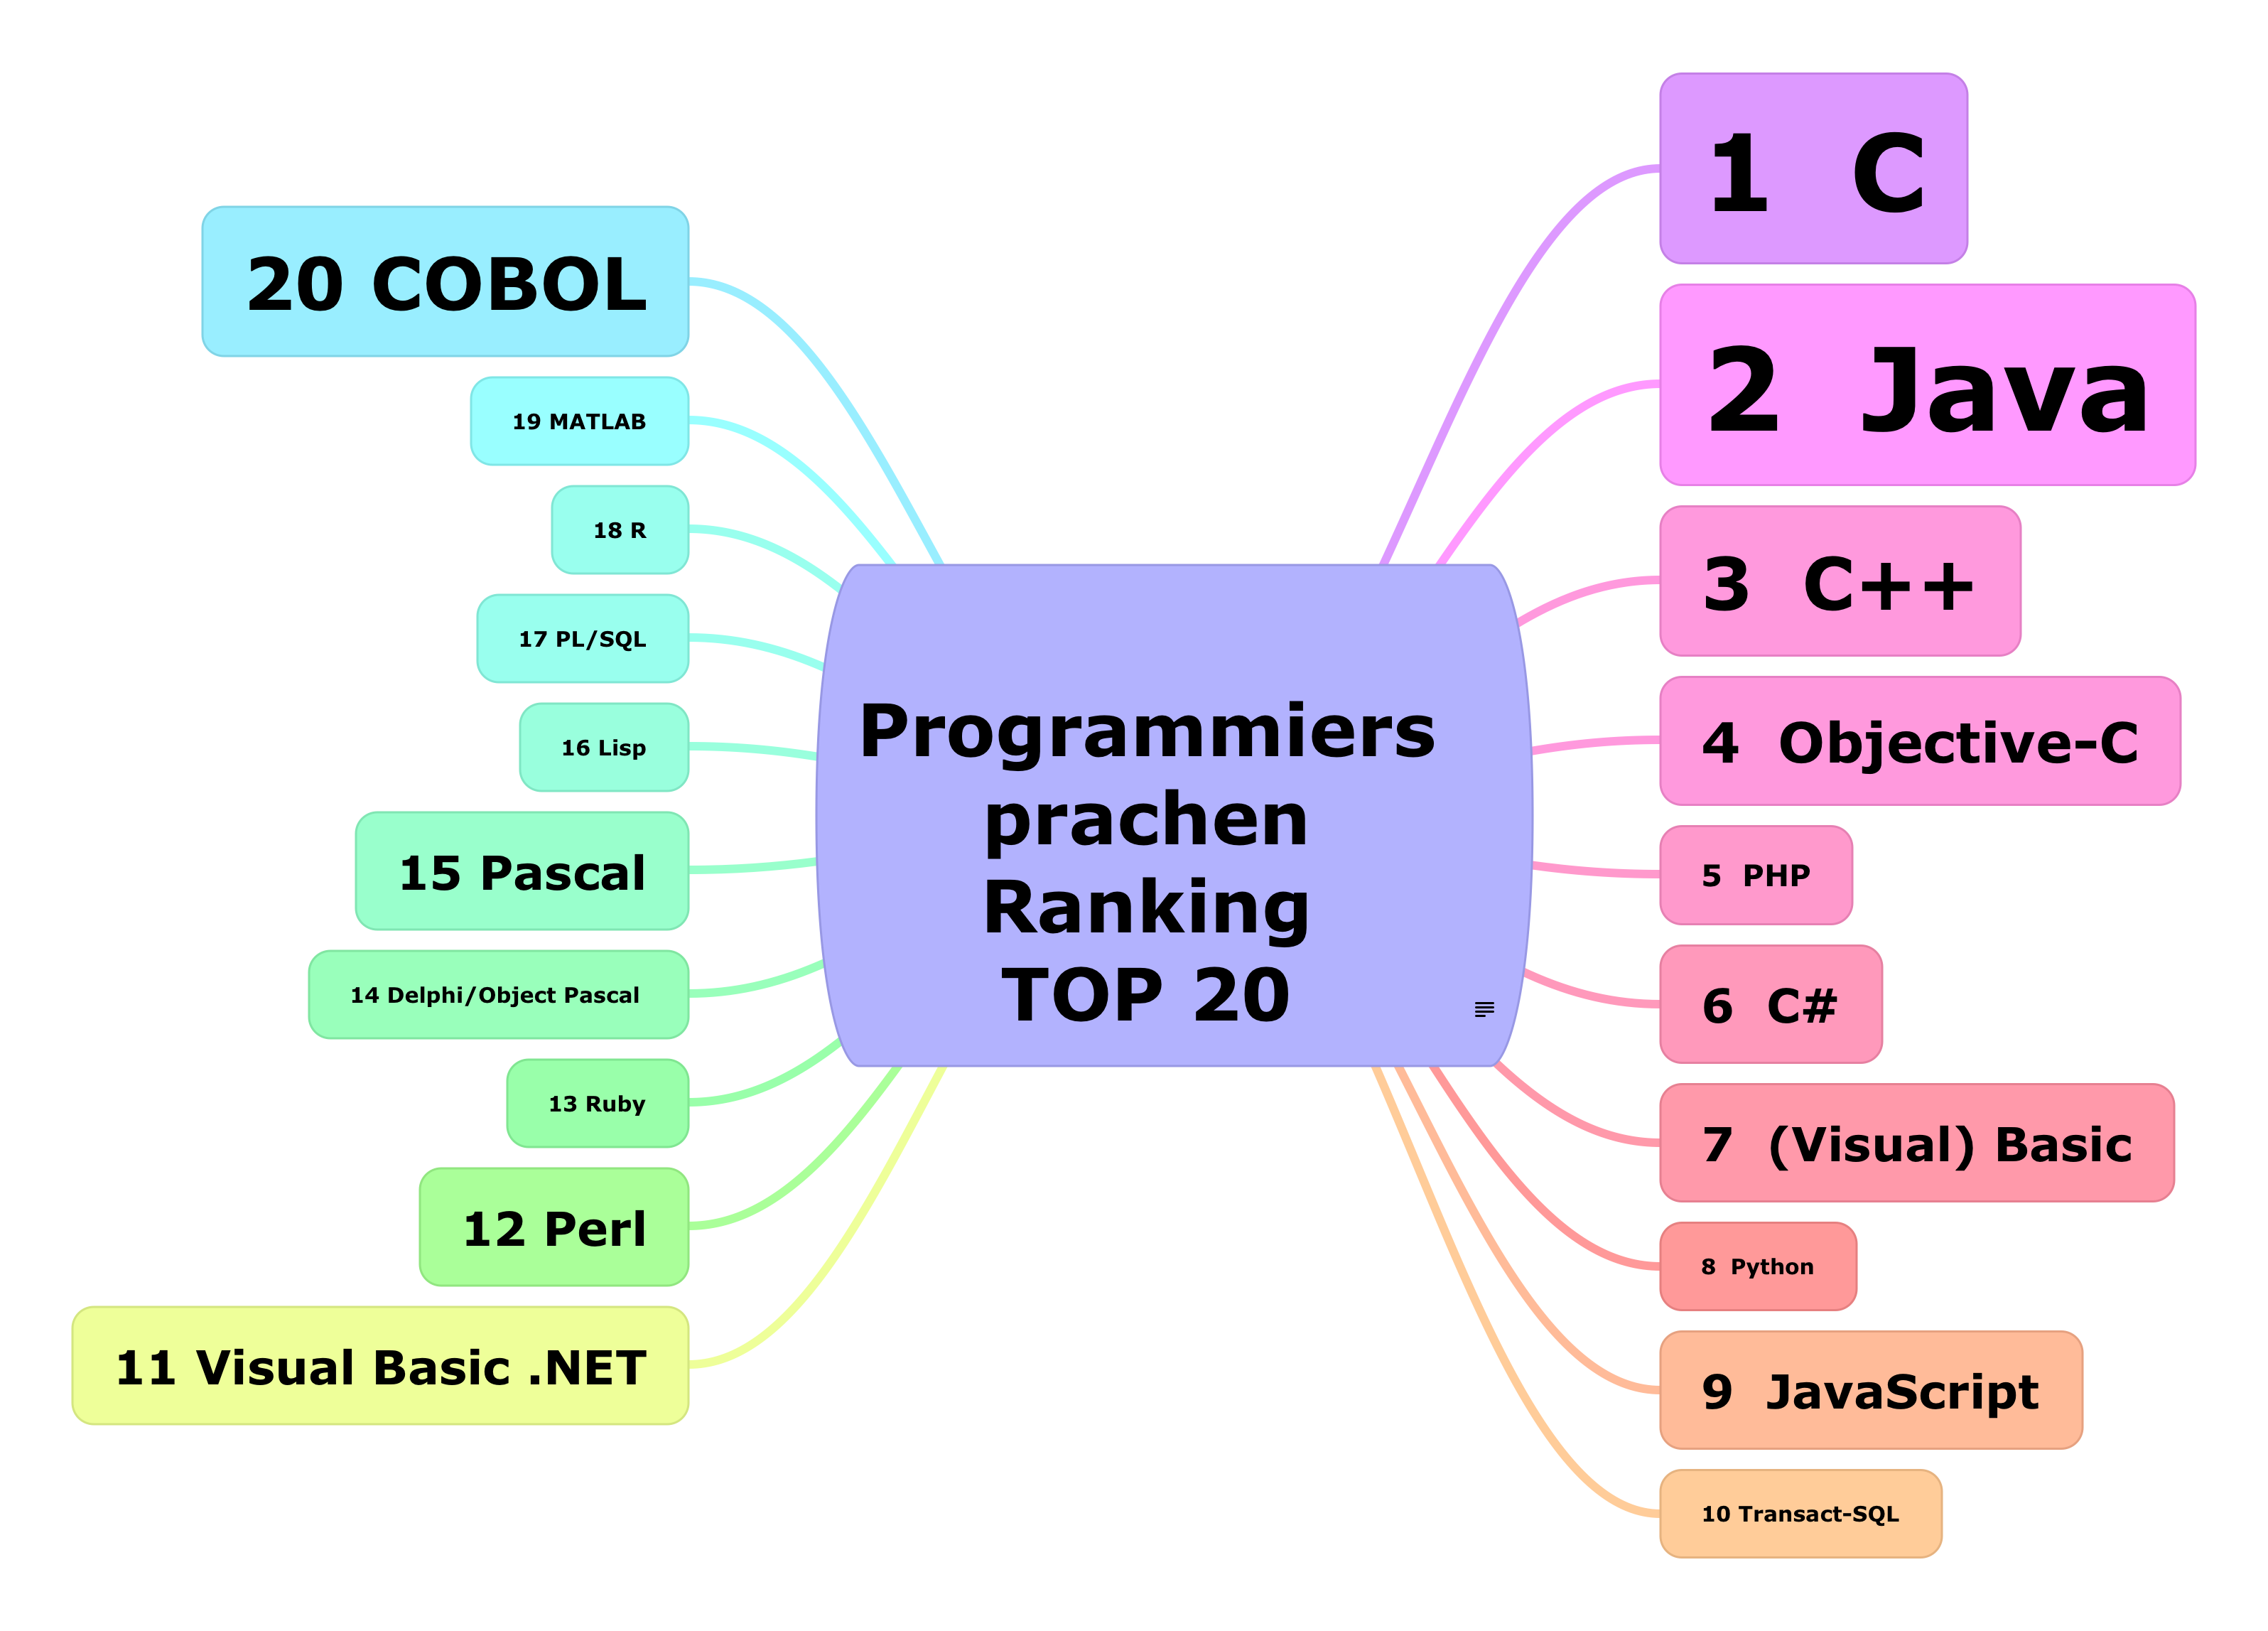 Programmiers
prachen
Ranking
TOP 20
1 C
2 Java
3 C++
4 Objective-C
5 PHP
6 C#
7 (Visual) Basic
8 Python
9 JavaScript
10 Transact-SQL
20 COBOL
19 MATLAB
18 R
17 PL/SQL
16 Lisp
15 Pascal
14 Delphi/Object Pascal
13 Ruby
12 Perl
11 Visual Basic .NET